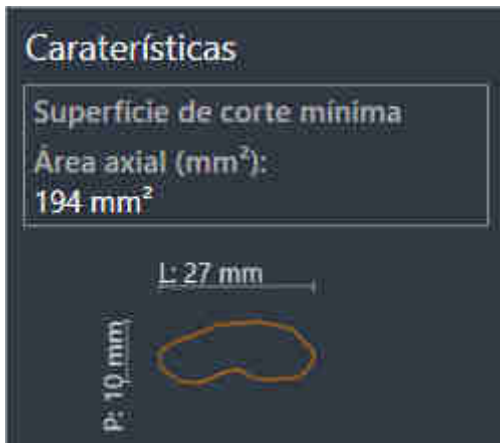 Caraterísticas
Superfície de corte mínima
Área axial (mm²):
194 mm²
L: 27 mm
P: 10 mm